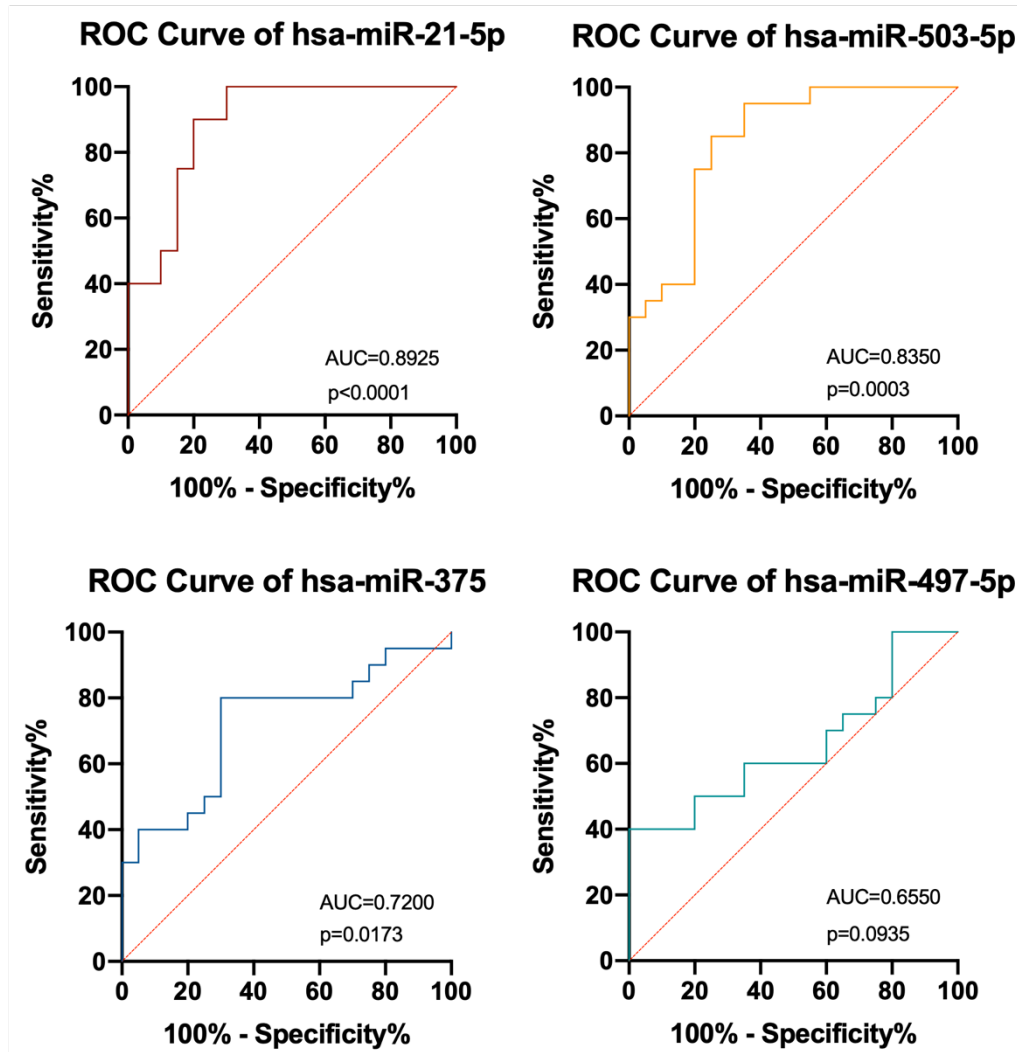 ROC Curve of hsa-miR-21-5p
100
80
60
40
20
0
Sensitivity%
AUC=0.8925
p<0.0001
0 20 40 60 80 100
100% - Specificity%
ROC Curve of hsa-miR-503-5p
100
80
60
40
20
0
Sensitivity%
AUC=0.8350
p=0.0003
0 20 40 60 80 100
100% - Specificity%
ROC Curve of hsa-miR-375
100
80
60
40
20
0
Sensitivity%
AUC=0.7200
p=0.0173
0 20 40 60 80 100
100% - Specificity%
ROC Curve of hsa-miR-497-5p
100
80
60
40
20
0
Sensitivity%
AUC=0.6550
p=0.0935
0 20 40 60 80 100
100% - Specificity%